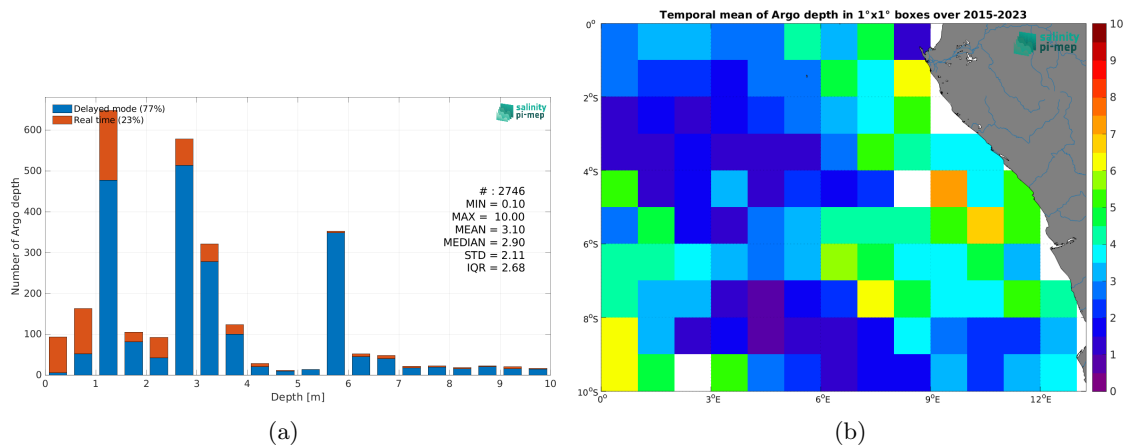 Delayed mode (77%)
Real time (23%)
salinity
pi-mep
600
500
400
300
200
100
0
Number of Argo depth
# : 2746
MIN = 0.10
MAX = 10.00
MEAN = 3.10
MEDIAN = 2.90
STD = 2.11
IQR = 2.68
0 1 2 3 4 5 6 7 8 9 10
Depth [m]
(a)
Temporal mean of Argo depth in 1°x1° boxes over 2015-2023
salinity
pi-mep
0°
2°S
4°S
6°S
8°S
10°S
0° 3°E 6°E 9°E 12°E
10
9
8
7
6
5
4
3
2
1
0
(b)